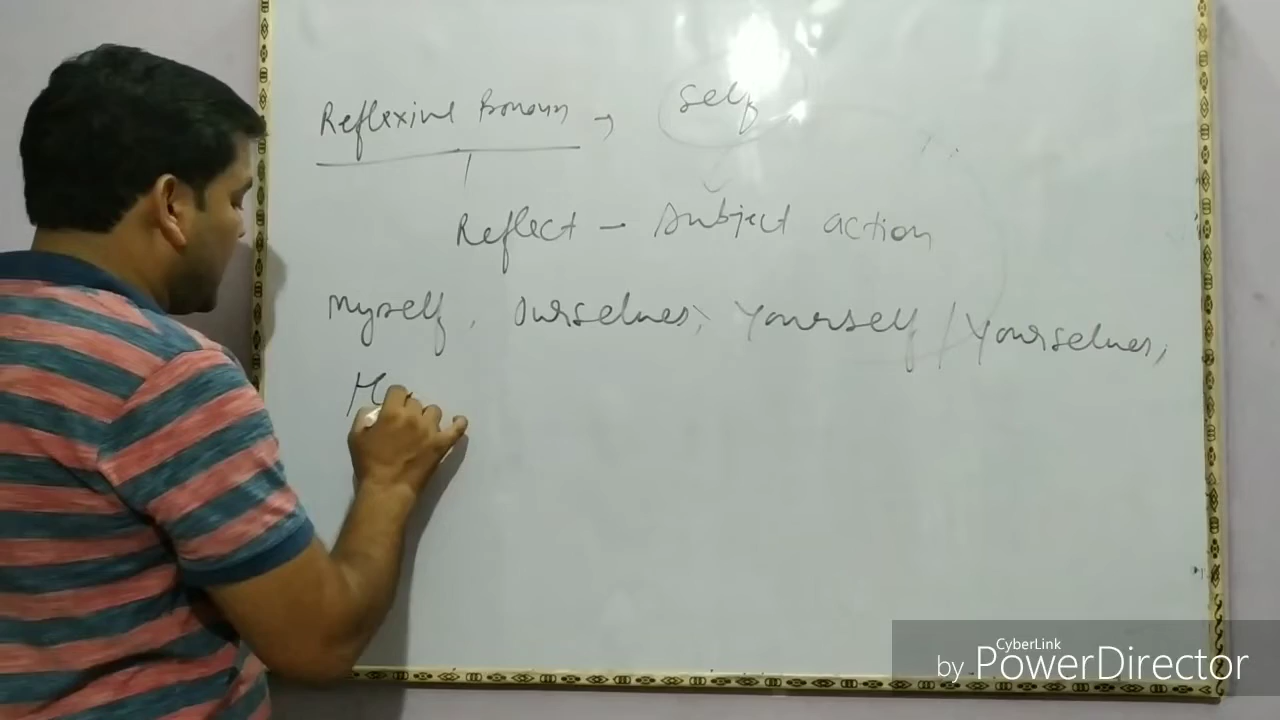 Reflexive Pronoun → self
Reflect - subject action
Myself, Ourselves, Yourself / Yourselves,
H
CyberLink
by PowerDirector